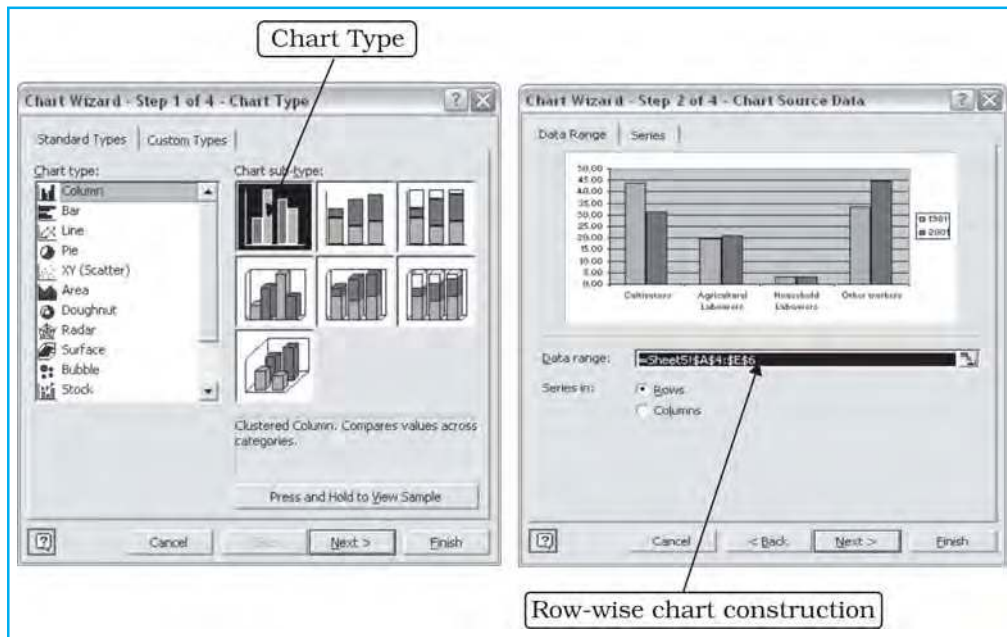 Chart Type
Chart Wizard - Step 1 of 4 - Chart Type
Standard Types
Custom Types
Chart type:
Column
Bar
Line
Pie
XY (Scatter)
Area
Doughnut
Radar
Surface
Bubble
Stock
Chart sub-type:
Clustered Column. Compares values across
categories.
Press and Hold to View Sample
Cancel
Next >
Finish
Chart Wizard - Step 2 of 4 - Chart Source Data
Data Range
Series
50.00
45.00
40.00
35.00
30.00
25.00
20.00
15.00
10.00
5.00
0.00
Cultivators
Agricultural
Labourers
Household
Labourers
Other workers
1981
2001
Data range:
=Sheet5!$A$4:$E$6
Series in:
Rows
Columns
Cancel
< Back
Next >
Finish
Row-wise chart construction